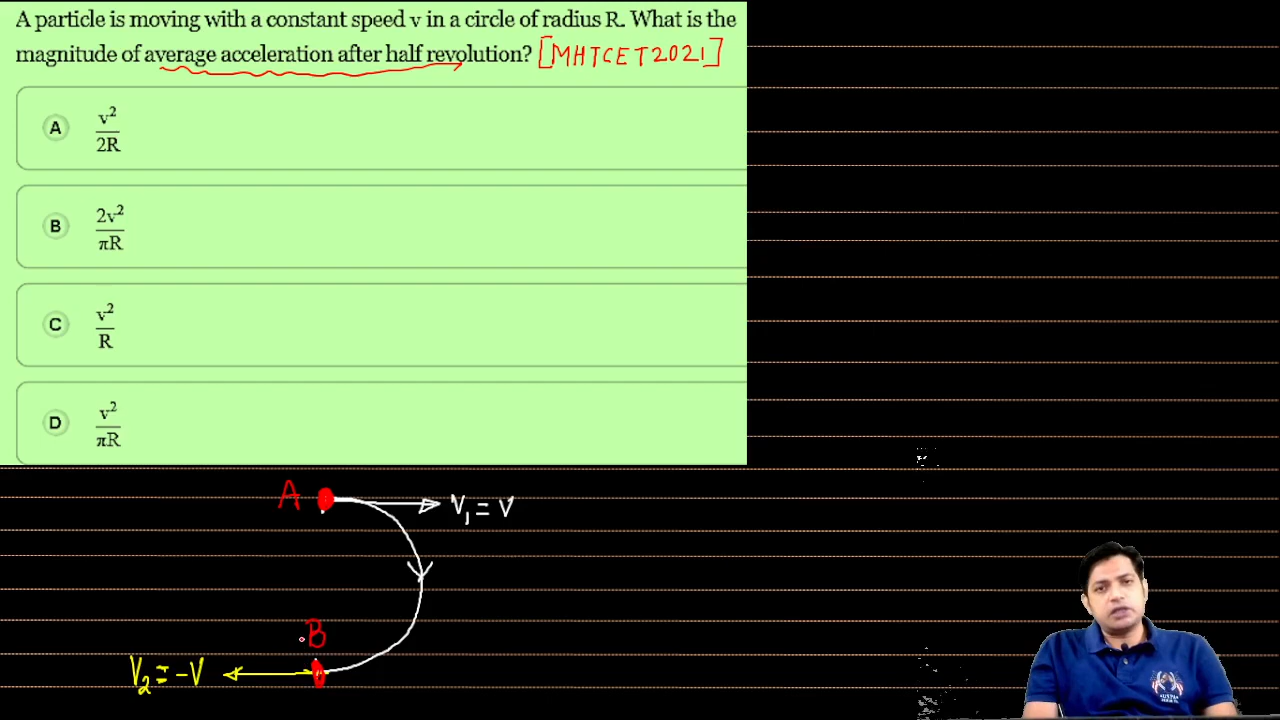 A particle is moving with a constant speed v in a circle of radius R. What is the
magnitude of average acceleration after half revolution? [MHTCET2021]
A v²/2R
B 2v²/πR
C v²/R
D v²/πR
A V₁ = V
B
V₂ = -V